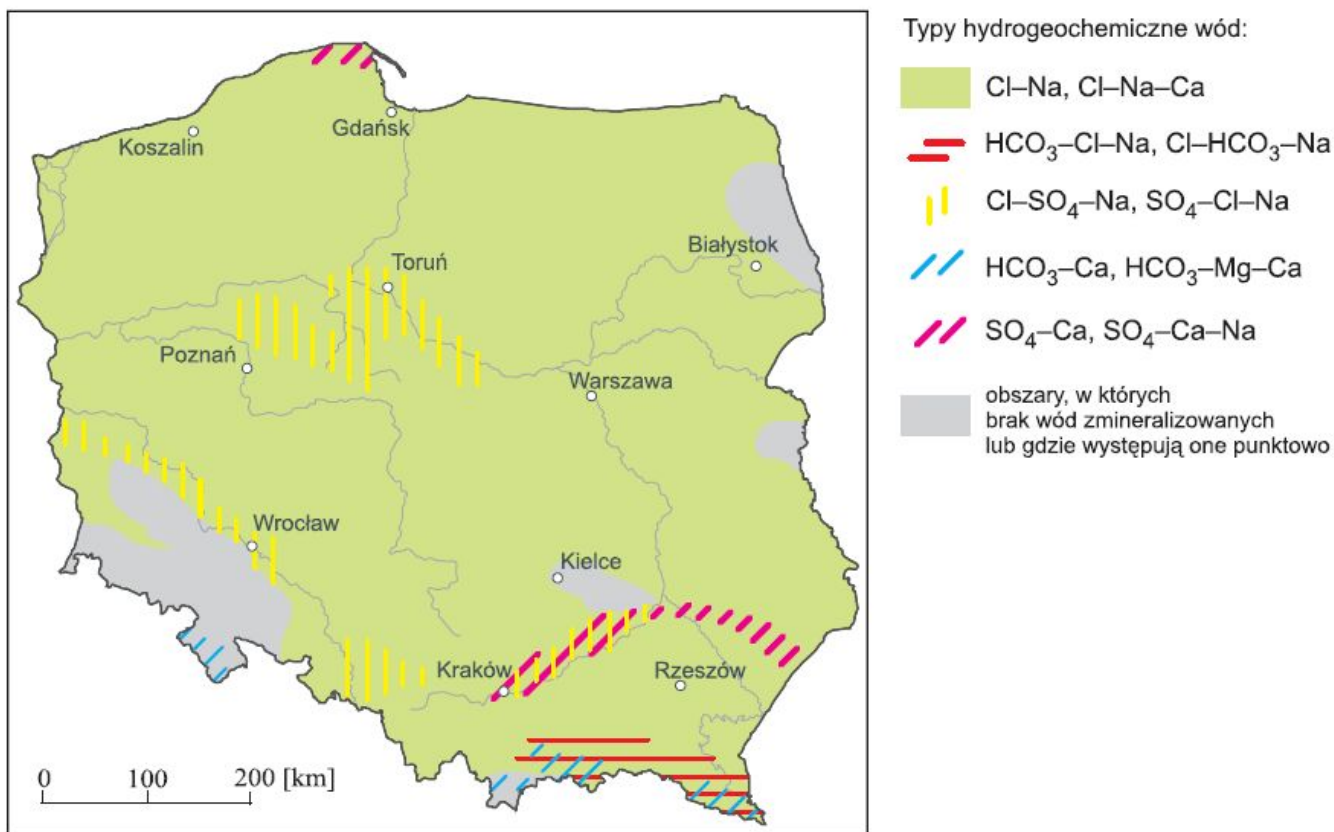 Typy hydrogeochemiczne wód:
Cl–Na, Cl–Na–Ca
HCO₃–Cl–Na, Cl–HCO₃–Na
Cl–SO₄–Na, SO₄–Cl–Na
HCO₃–Ca, HCO₃–Mg–Ca
SO₄–Ca, SO₄–Ca–Na
obszary, w których
brak wód zmineralizowanych
lub gdzie występują one punktowo
Gdańsk
Koszalin
Białystok
Toruń
Poznań
Warszawa
Wrocław
Kielce
Kraków
Rzeszów
0 100 200 [km]